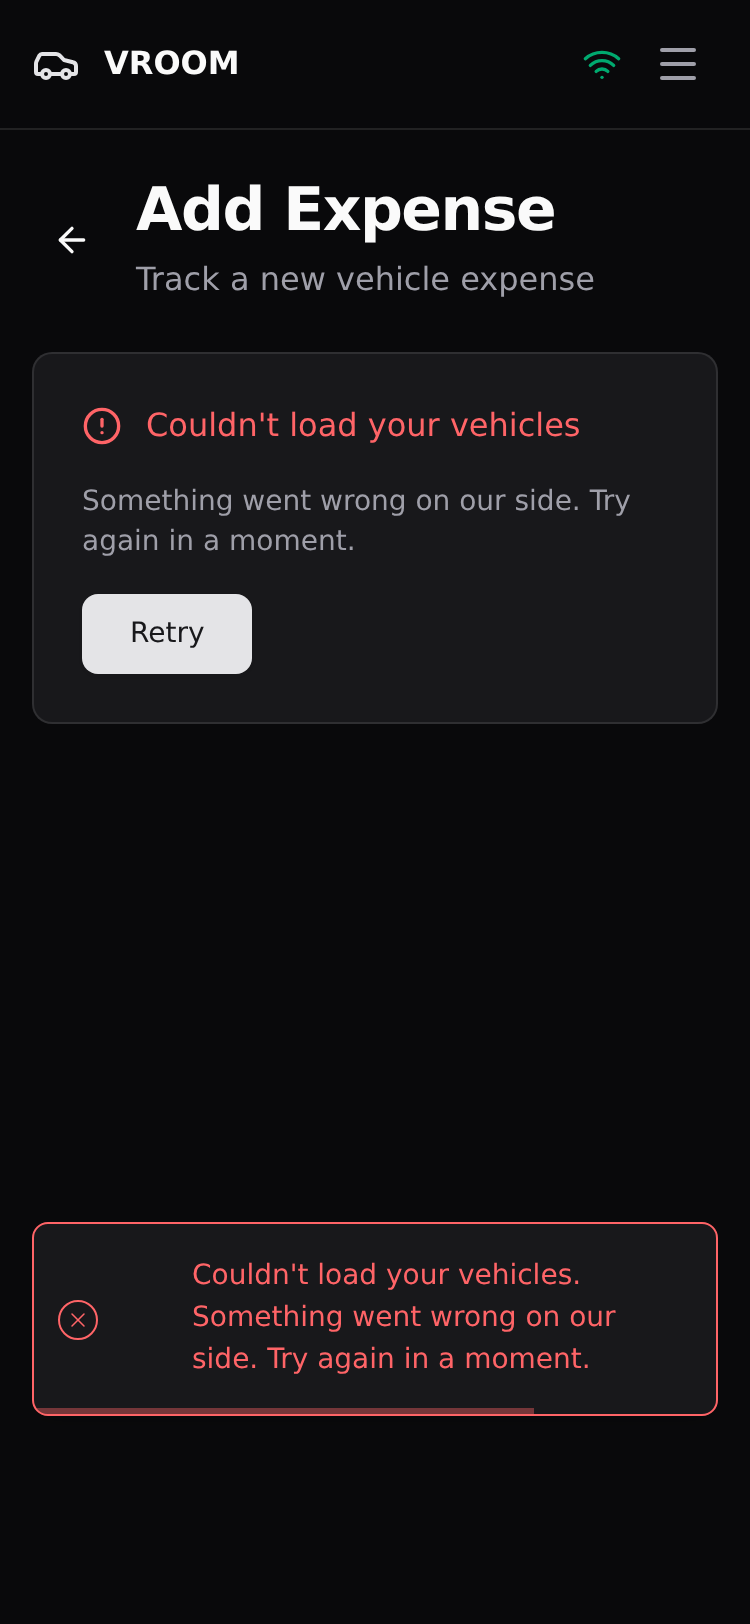 VROOM
Add Expense
Track a new vehicle expense
Couldn't load your vehicles
Something went wrong on our side. Try
again in a moment.
Retry
Couldn't load your vehicles.
Something went wrong on our
side. Try again in a moment.